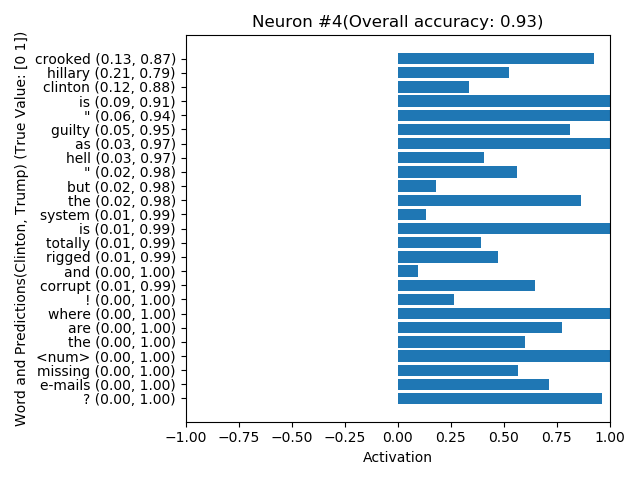 Neuron #4(Overall accuracy: 0.93)
Word and Predictions(Clinton, Trump) (True Value: [0 1])
crooked (0.13, 0.87)
hillary (0.21, 0.79)
clinton (0.12, 0.88)
is (0.09, 0.91)
" (0.06, 0.94)
guilty (0.05, 0.95)
as (0.03, 0.97)
hell (0.03, 0.97)
" (0.02, 0.98)
but (0.02, 0.98)
the (0.02, 0.98)
system (0.01, 0.99)
is (0.01, 0.99)
totally (0.01, 0.99)
rigged (0.01, 0.99)
and (0.00, 1.00)
corrupt (0.01, 0.99)
! (0.00, 1.00)
where (0.00, 1.00)
are (0.00, 1.00)
the (0.00, 1.00)
<num> (0.00, 1.00)
missing (0.00, 1.00)
e-mails (0.00, 1.00)
? (0.00, 1.00)
−1.00 −0.75 −0.50 −0.25 0.00 0.25 0.50 0.75 1.00
Activation